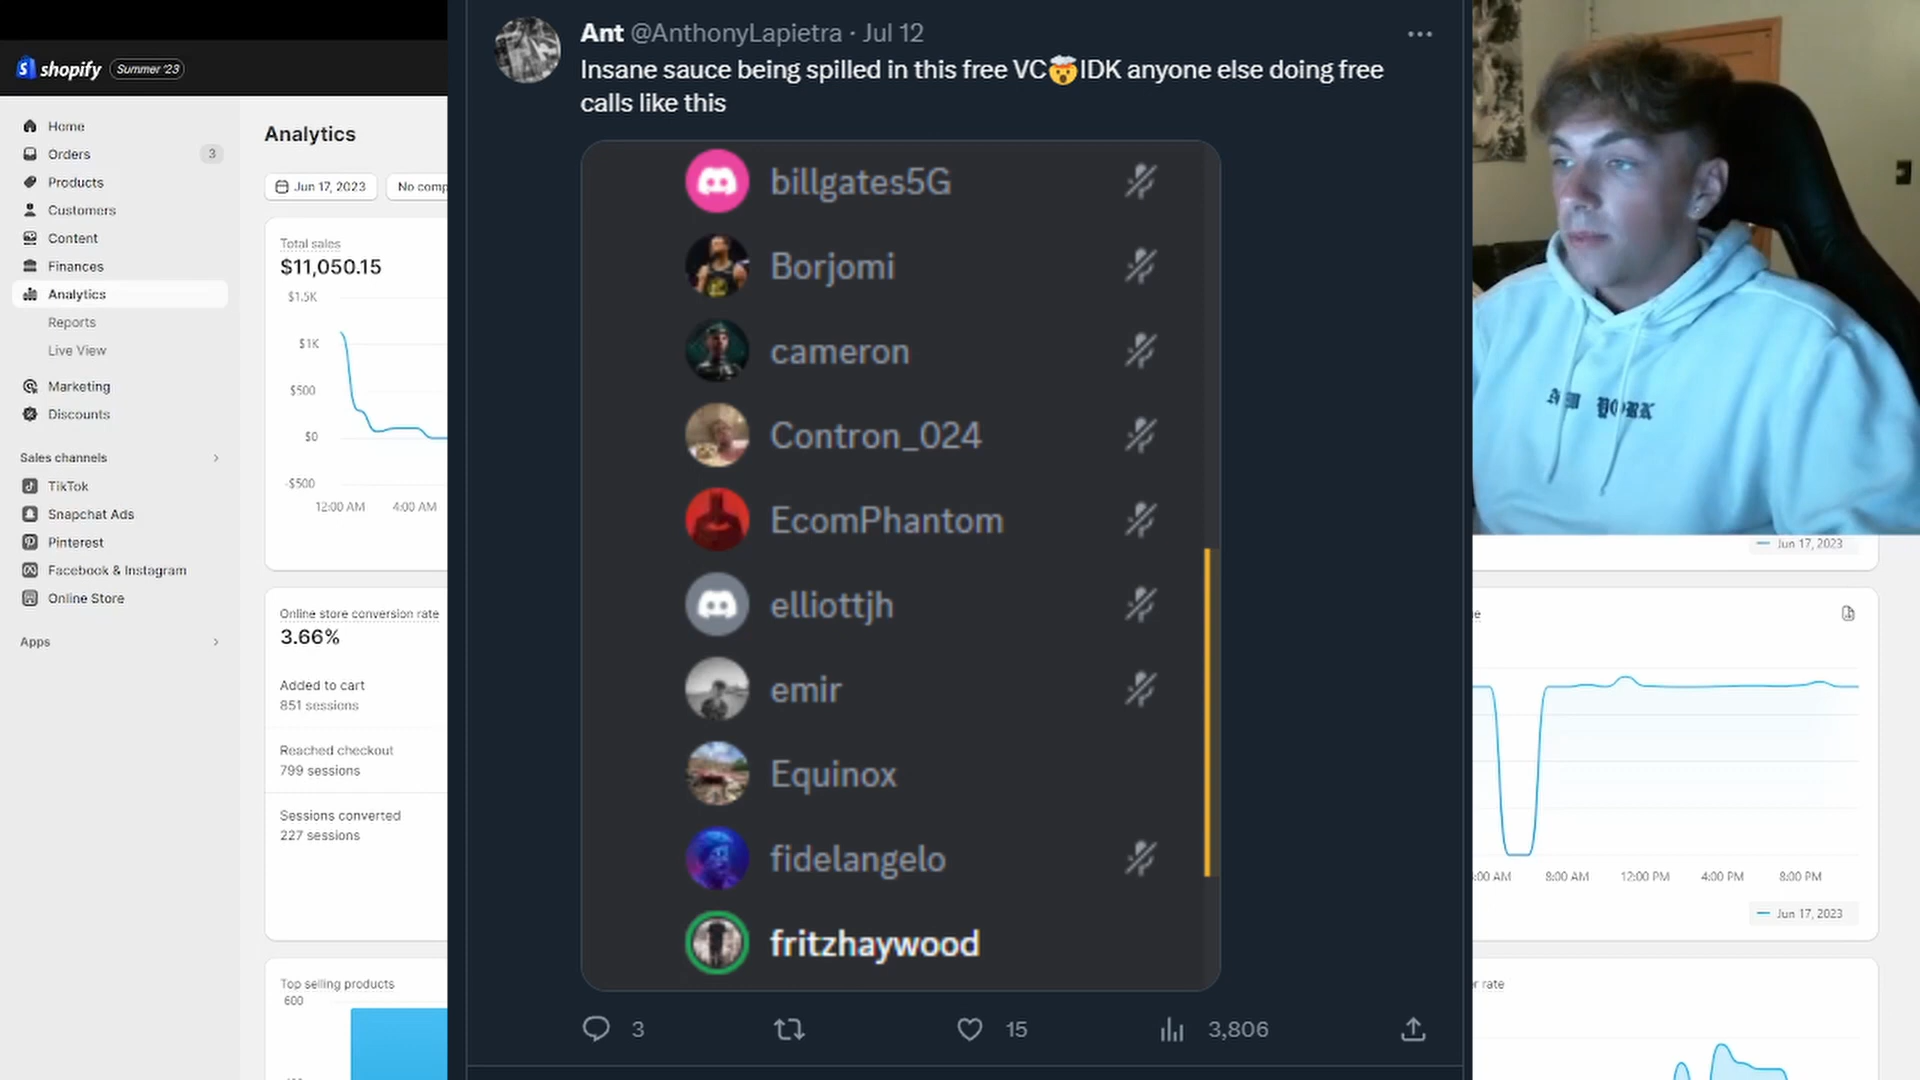 shopify Summer '23
Home
Orders 3
Products
Customers
Content
Finances
Analytics
Reports
Live View
Marketing
Discounts
Sales channels
TikTok
Snapchat Ads
Pinterest
Facebook & Instagram
Online Store
Apps
Analytics
Jun 17, 2023 No comp
Total sales
$11,050.15
$1.5K
$1K
$500
$0
-$500
12:00 AM 4:00 AM
Online store conversion rate
3.66%
Added to cart
851 sessions
Reached checkout
799 sessions
Sessions converted
227 sessions
Top selling products
600
Ant @AnthonyLapietra · Jul 12
Insane sauce being spilled in this free VC🤯IDK anyone else doing free
calls like this
billgates5G
Borjomi
cameron
Contron_024
EcomPhantom
elliottjh
emir
Equinox
fidelangelo
fritzhaywood
3 15 3,806
NEW YORK
Jun 17, 2023
:00 AM 8:00 AM 12:00 PM 4:00 PM 8:00 PM
Jun 17, 2023
r rate